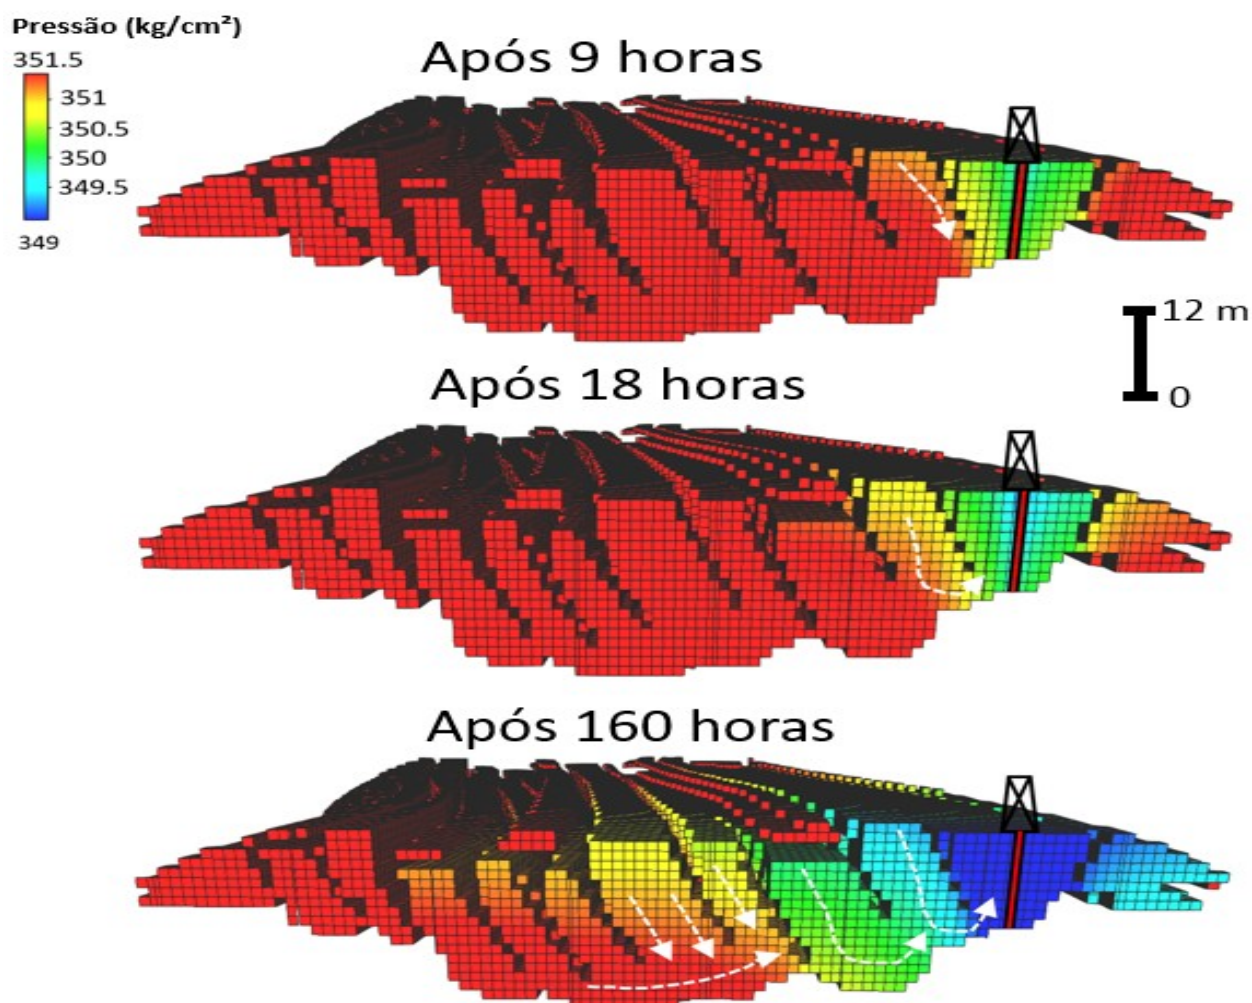 Pressão (kg/cm²)
351.5
351
350.5
350
349.5
349
Após 9 horas
12 m
0
Após 18 horas
Após 160 horas